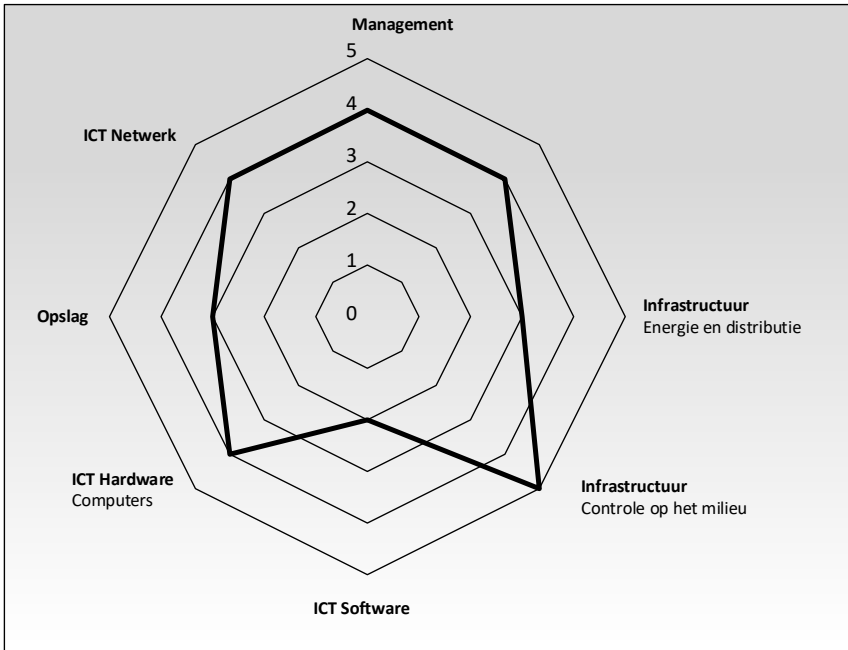 Management
5
4
ICT Netwerk
3
2
1
0
Opslag
Infrastructuur
Energie en distributie
ICT Hardware
Computers
Infrastructuur
Controle op het milieu
ICT Software